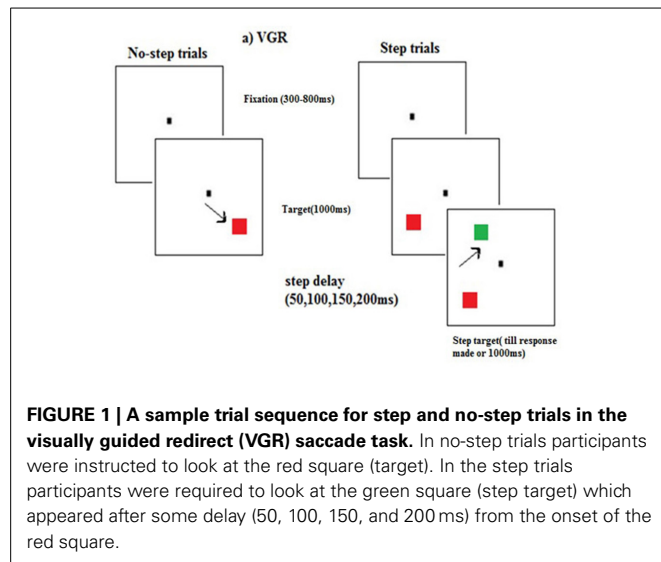 a) VGR
No-step trials
Step trials
Fixation (300-800ms)
Target(1000ms)
step delay
(50,100,150,200ms)
Step target( till response
made or 1000ms)
FIGURE 1 | A sample trial sequence for step and no-step trials in the
visually guided redirect (VGR) saccade task. In no-step trials participants
were instructed to look at the red square (target). In the step trials
participants were required to look at the green square (step target) which
appeared after some delay (50, 100, 150, and 200 ms) from the onset of the
red square.